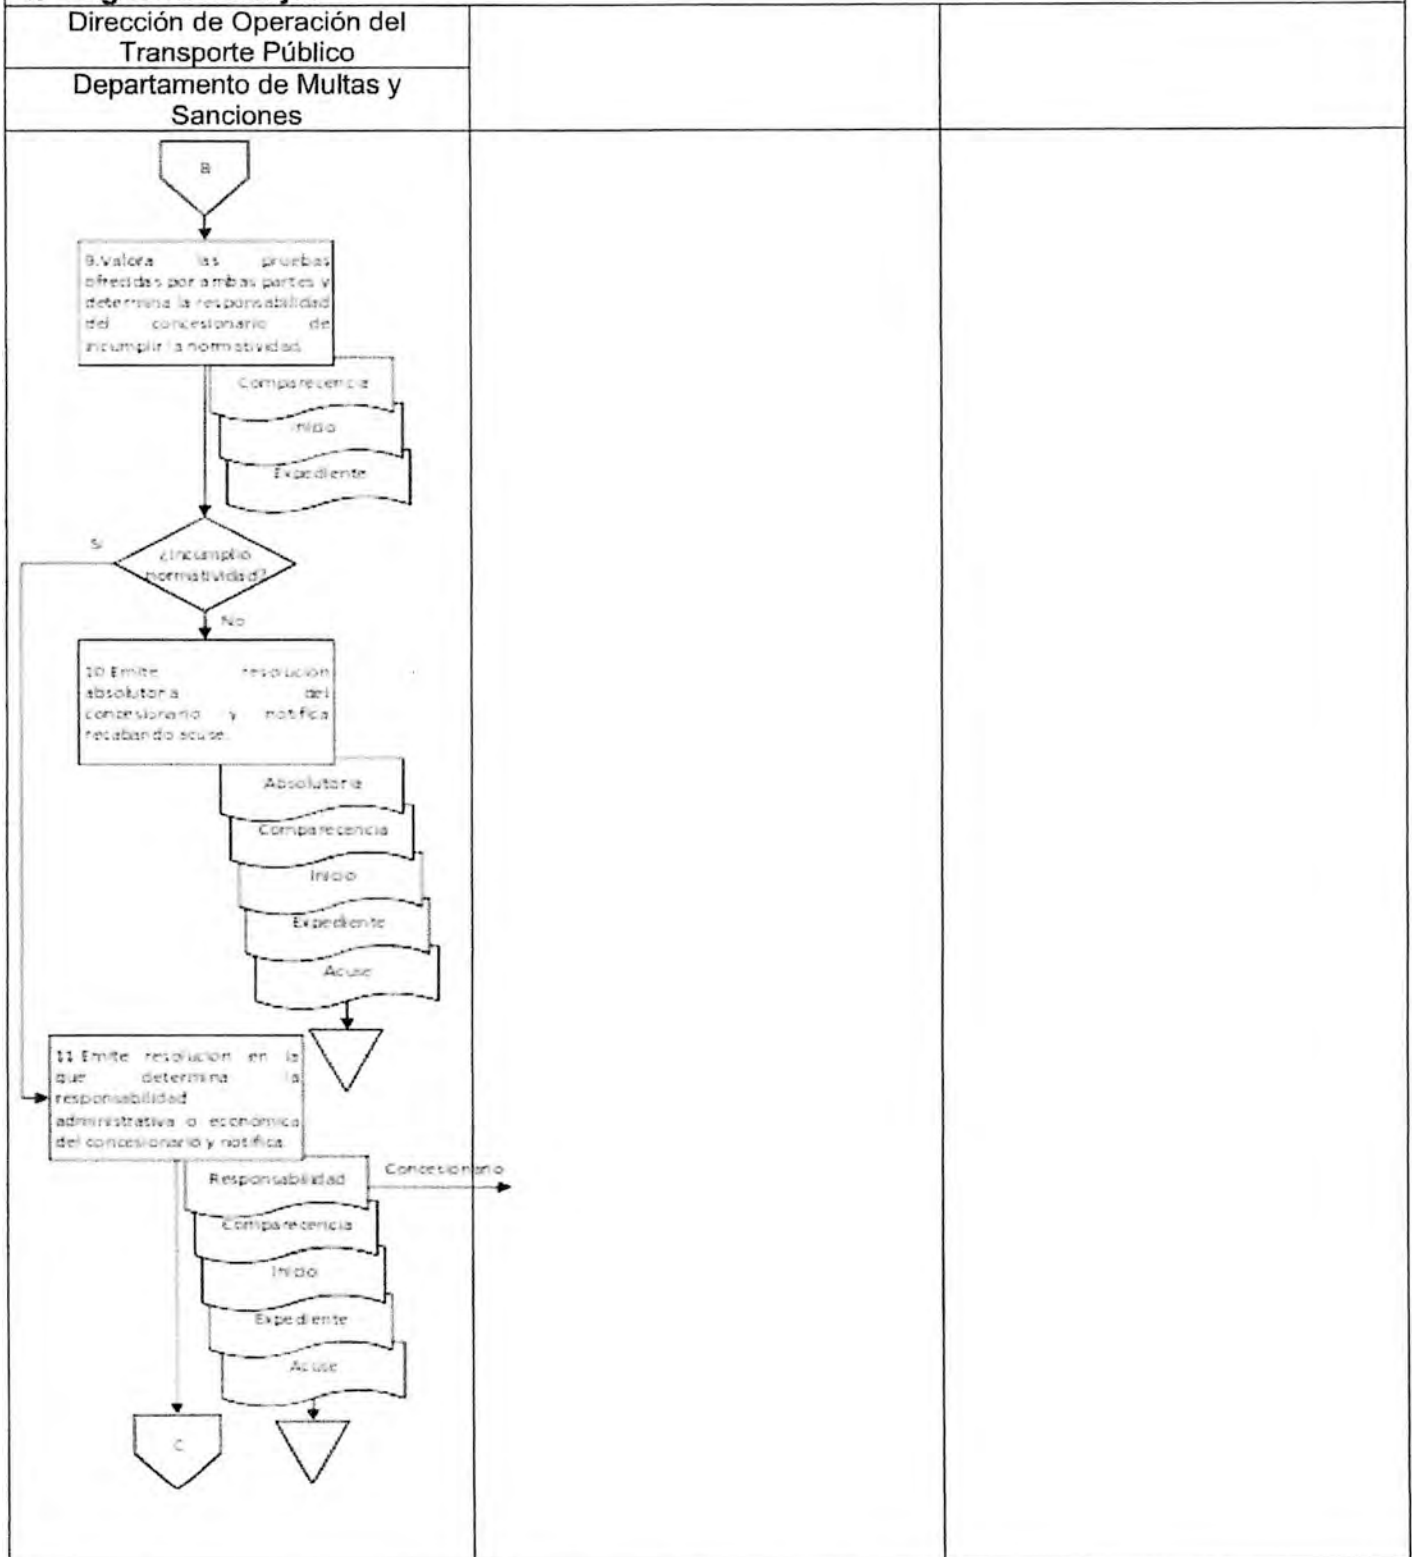 Dirección de Operación del
Transporte Público
Departamento de Multas y
Sanciones
B
9.Valora las pruebas
ofrecidas por ambas partes y
determina la responsabilidad
del concesionario de
incumplir la normatividad.
Comparecencia
Inicio
Expediente
Si
¿Incumplio
normatividad?
No
10.Emite resolucion
absolutoria del
concesionario y notifica
recabando acuse.
Absolutoria
Comparecencia
Inicio
Expediente
Acuse
11.Emite resolucion en la
que determina la
responsabilidad
administrativa o economica
del concesionario y notifica.
Responsabilidad
Concesionario
Comparecencia
Inicio
Expediente
Acuse
C